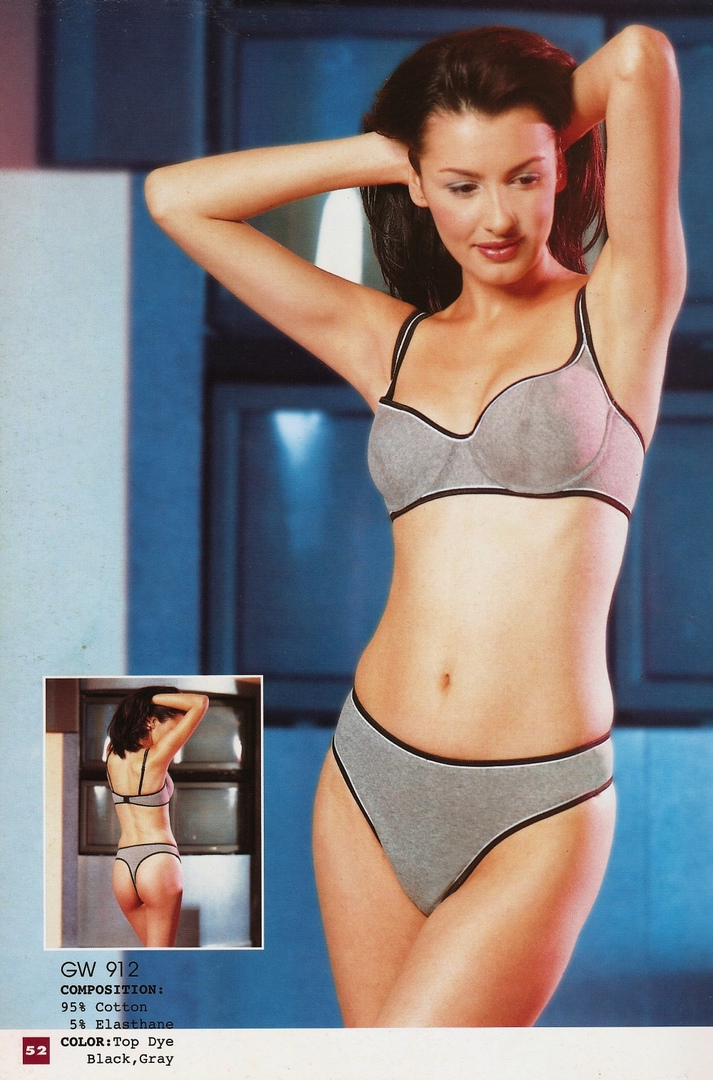 GW 912
COMPOSITION:
95% Cotton
5% Elasthane
COLOR:Top Dye
Black,Gray
52